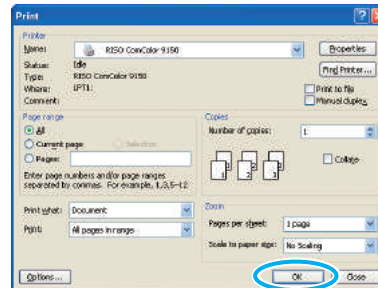 Print
Printer
Name: RISO ComColor 9150 Properties
Status: Idle Find Printer...
Type: RISO ComColor 9150
Where: LPT1: Print to file
Comment: Manual duplex
Page range
All
Current page Selection
Pages:
Enter page numbers and/or page ranges
separated by commas. For example, 1,3,5-12
Copies
Number of copies: 1
Collate
Print what: Document
Print: All pages in range
Zoom
Pages per sheet: 1 page
Scale to paper size: No Scaling
Options... OK Close